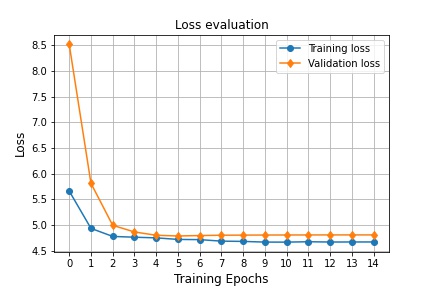 Loss evaluation
Training loss
Validation loss
8.5
8.0
7.5
7.0
6.5
6.0
5.5
5.0
4.5
Loss
0 1 2 3 4 5 6 7 8 9 10 11 12 13 14
Training Epochs